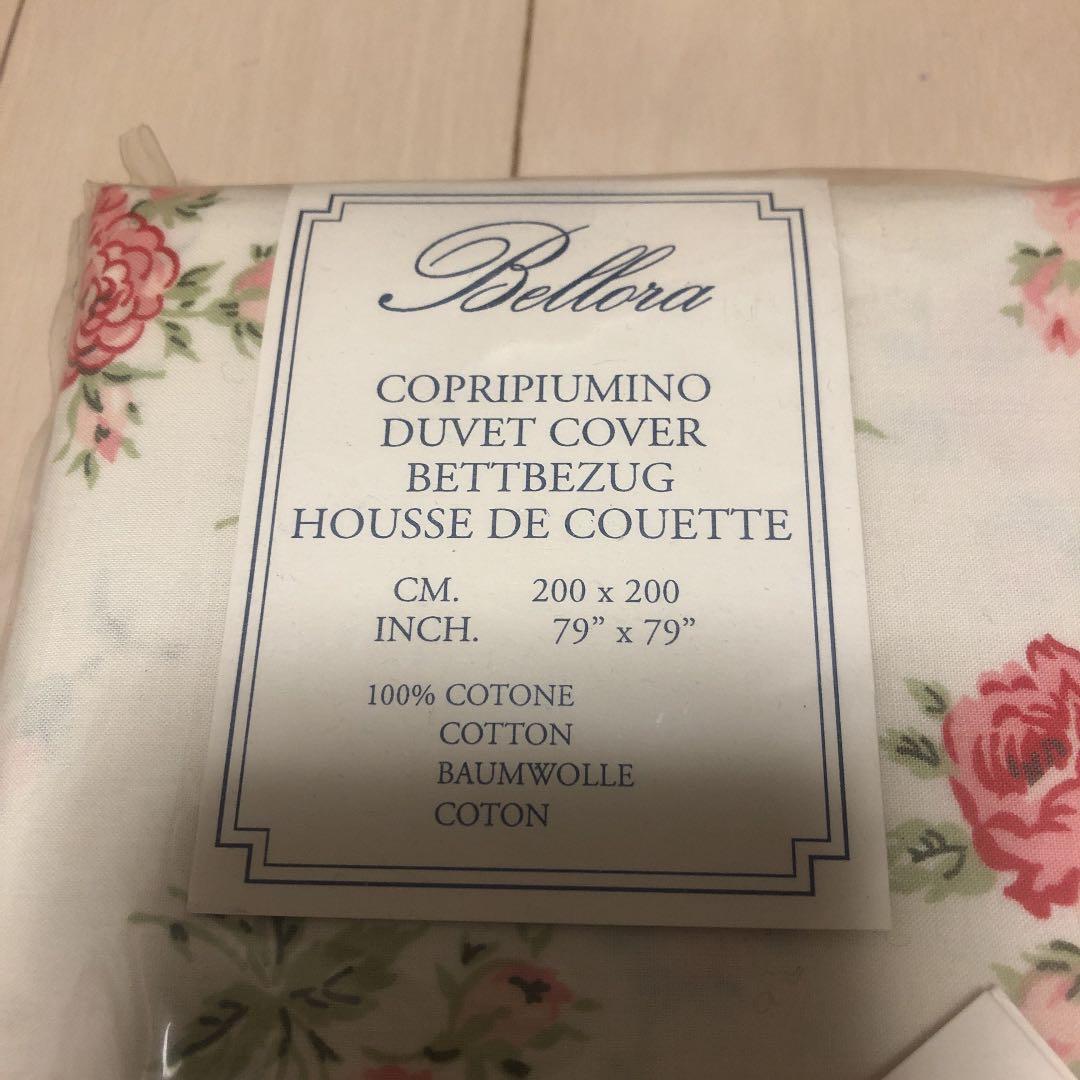 Bellora
COPRIPIUMINO
DUVET COVER
BETTBEZUG
HOUSSE DE COUETTE
CM. 200 x 200
INCH. 79” x 79”
100% COTONE
COTTON
BAUMWOLLE
COTON